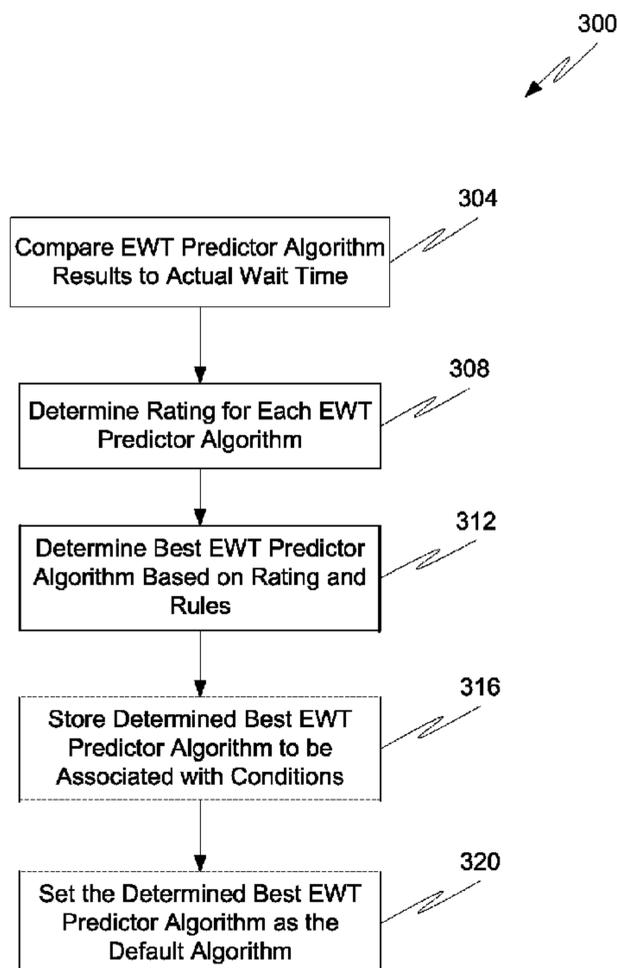 300
304
Compare EWT Predictor Algorithm
Results to Actual Wait Time
308
Determine Rating for Each EWT
Predictor Algorithm
312
Determine Best EWT Predictor
Algorithm Based on Rating and
Rules
316
Store Determined Best EWT
Predictor Algorithm to be
Associated with Conditions
320
Set the Determined Best EWT
Predictor Algorithm as the
Default Algorithm